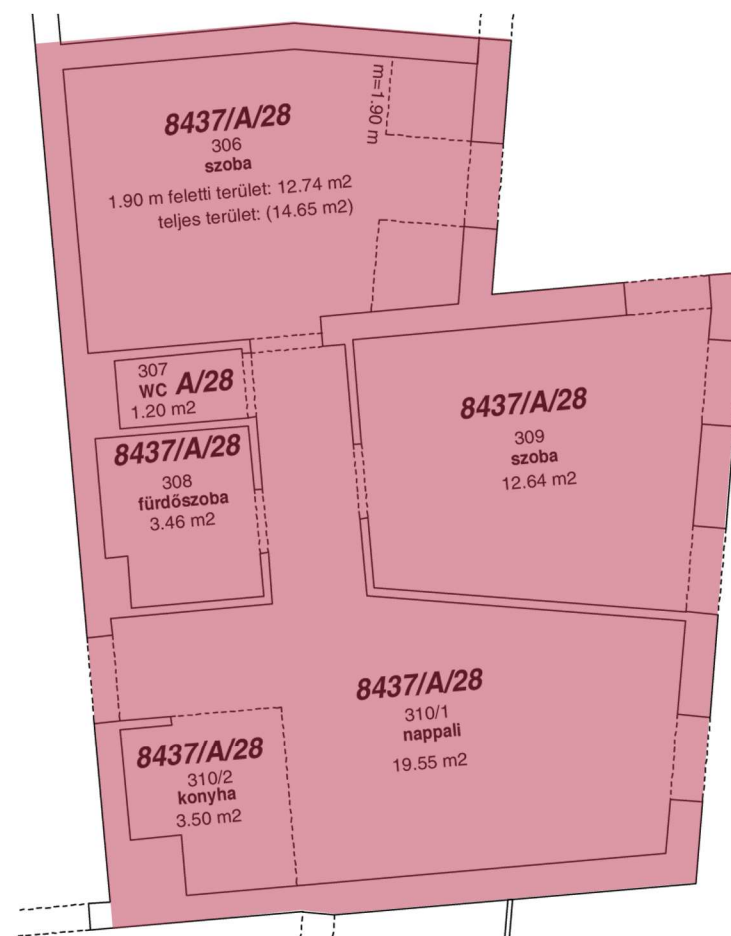 8437/A/28
306
szoba
1.90 m feletti terület: 12.74 m2
teljes terület: (14.65 m2)
m=1.90 m
307
WC A/28
1.20 m2
8437/A/28
308
fürdőszoba
3.46 m2
8437/A/28
309
szoba
12.64 m2
8437/A/28
310/1
nappali
19.55 m2
8437/A/28
310/2
konyha
3.50 m2